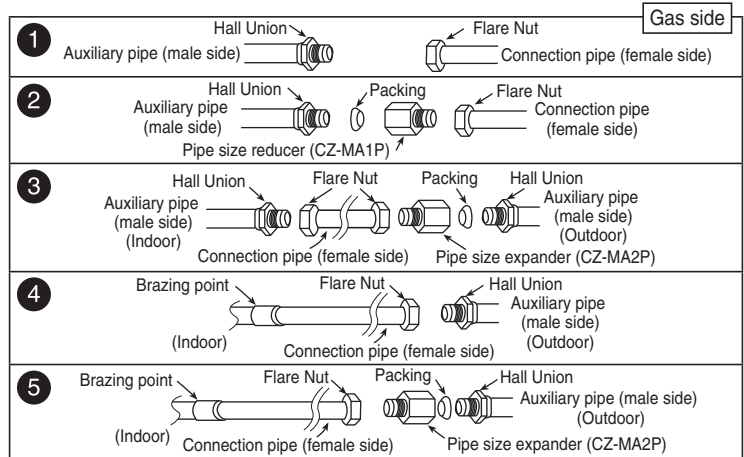 Gas side
1
Hall Union
Flare Nut
Auxiliary pipe (male side)
Connection pipe (female side)
2
Hall Union
Packing
Flare Nut
Auxiliary pipe
(male side)
Connection pipe
(female side)
Pipe size reducer (CZ-MA1P)
3
Hall Union
Flare Nut
Packing
Hall Union
Auxiliary pipe
(male side)
(Indoor)
Auxiliary pipe
(male side)
(Outdoor)
Connection pipe (female side)
Pipe size expander (CZ-MA2P)
4
Brazing point
Flare Nut
Hall Union
Auxiliary pipe
(male side)
(Outdoor)
(Indoor)
Connection pipe (female side)
5
Brazing point
Flare Nut
Packing
Hall Union
Auxiliary pipe (male side)
(Outdoor)
(Indoor)
Connection pipe (female side)
Pipe size expander (CZ-MA2P)